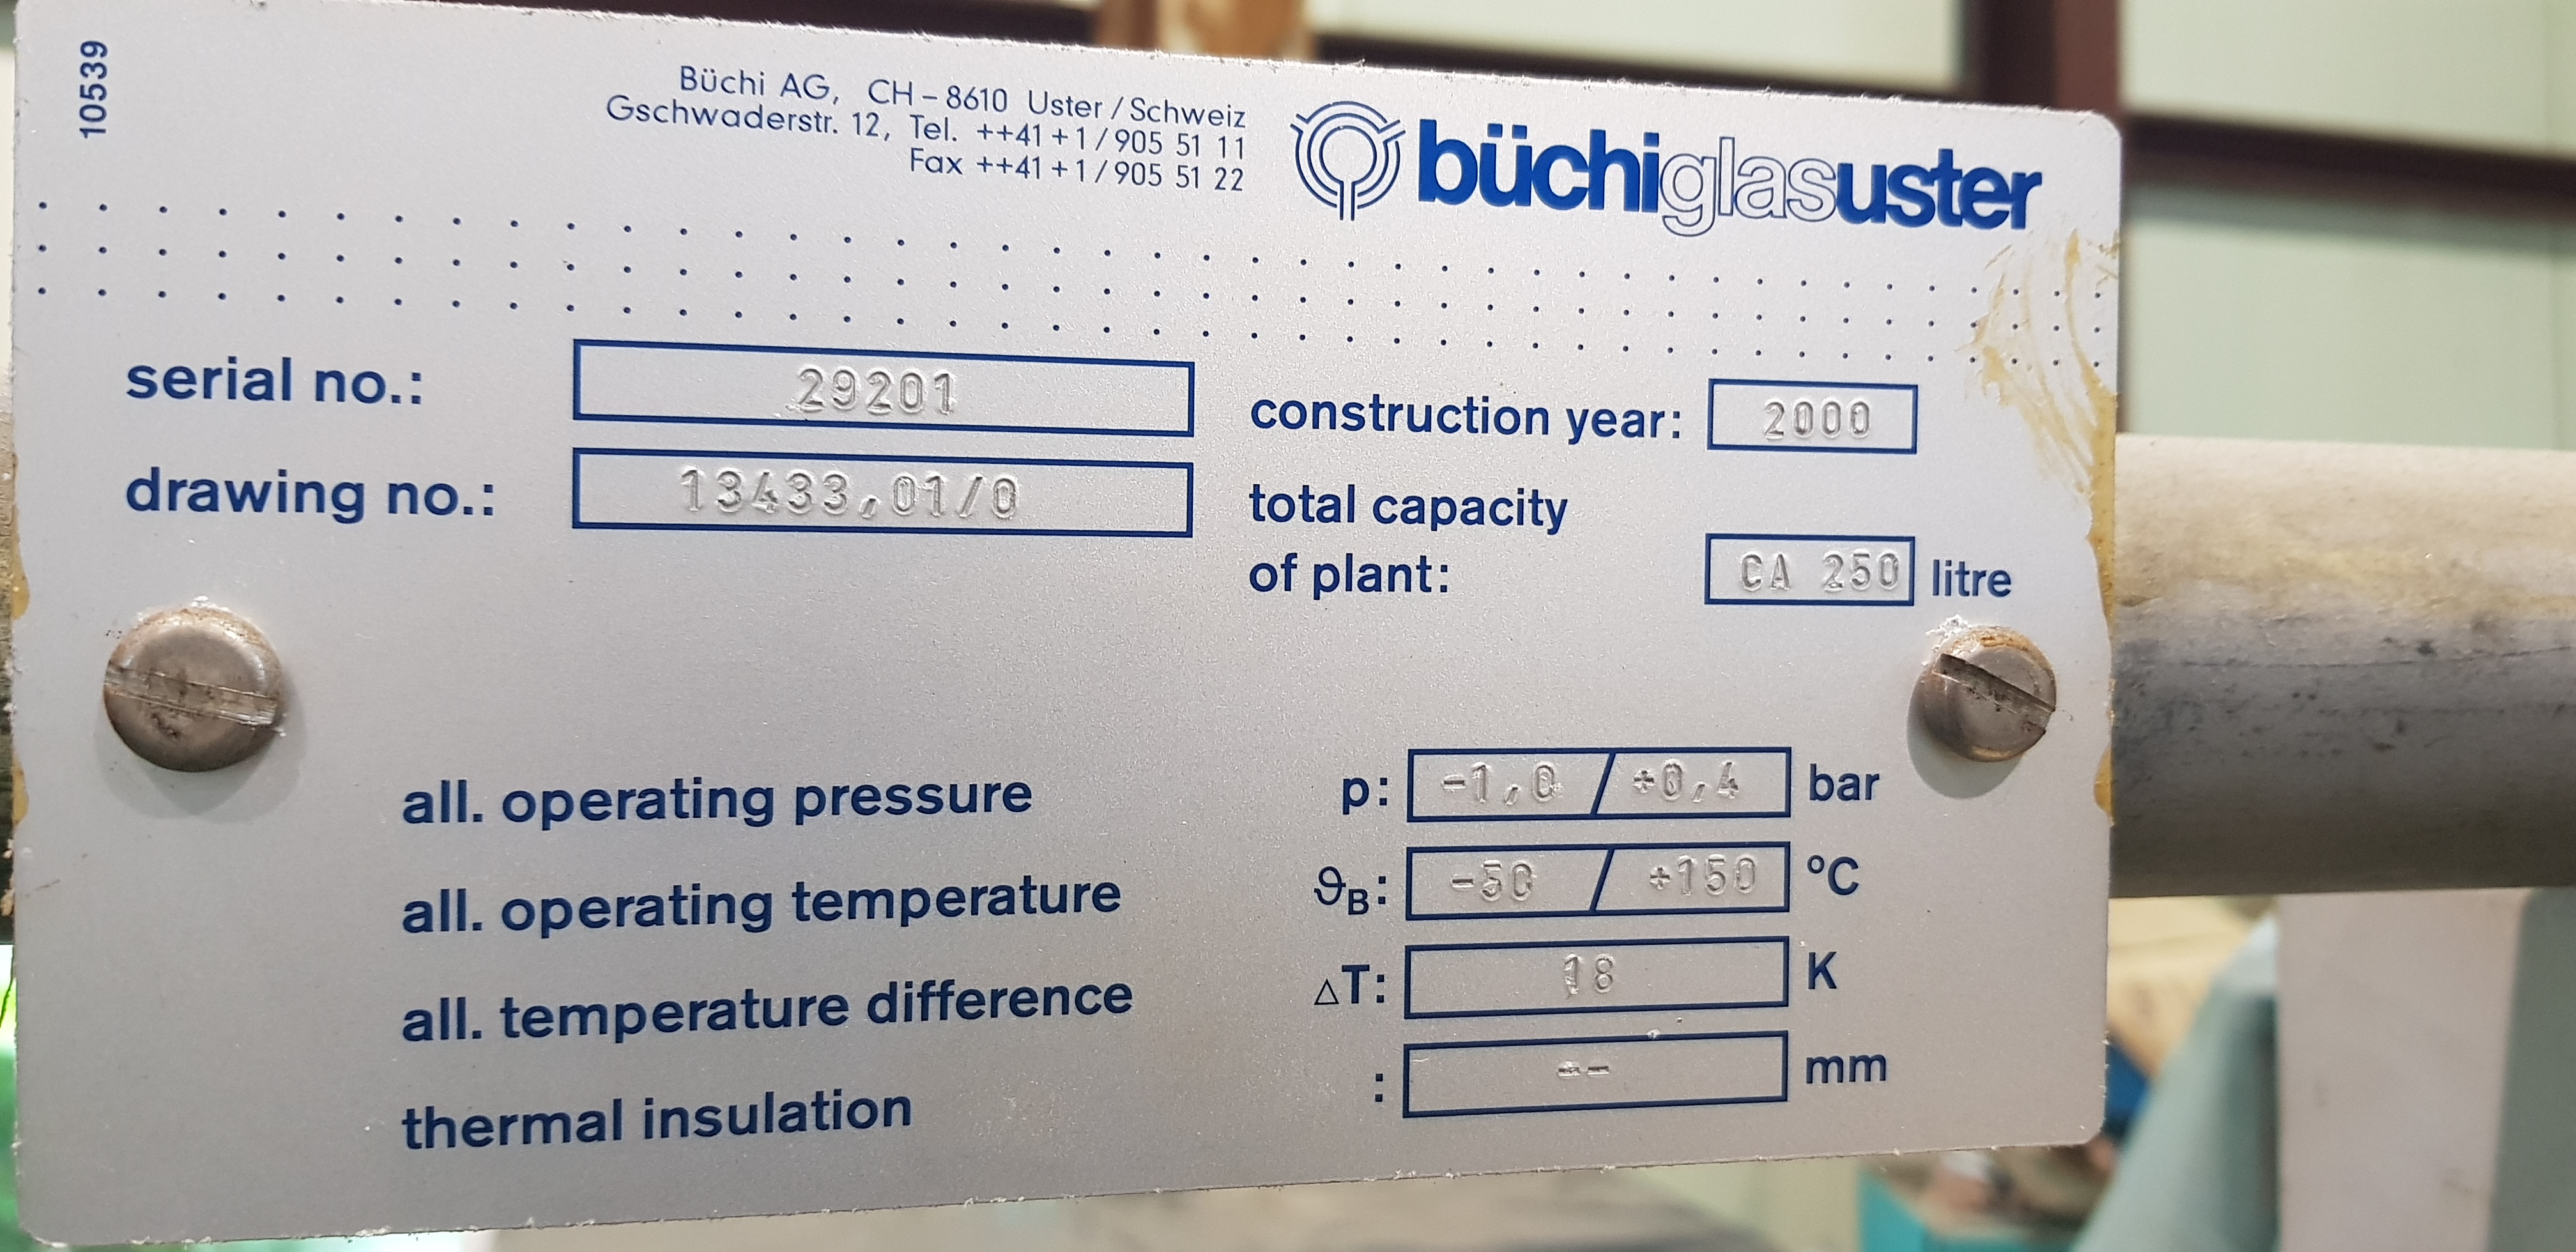 10539
Büchi AG, CH – 8610 Uster / Schweiz
Gschwaderstr. 12, Tel. ++41 + 1 / 905 51 11
Fax ++41 + 1 / 905 51 22
büchiglasuster
serial no.: 29201
construction year: 2000
drawing no.: 13433,01/0
total capacity
of plant: CA 250 litre
all. operating pressure p: -1,0 / +0,4 bar
all. operating temperature ϑB: -50 / +150 °C
all. temperature difference △T: 18 K
thermal insulation : -- mm